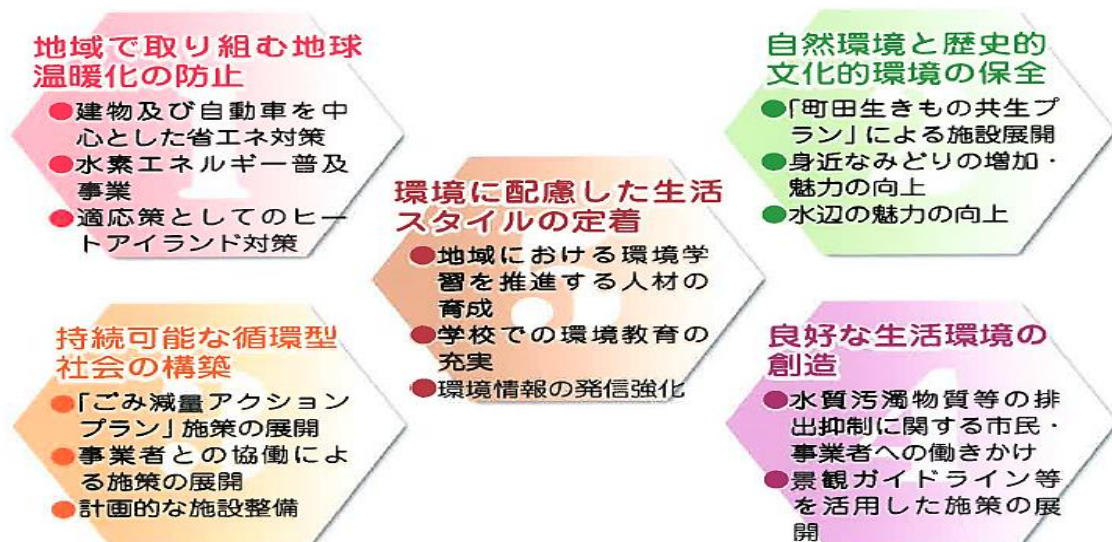 地域で取り組む地球
温暖化の防止
●建物及び自動車を中
心とした省エネ対策
●水素エネルギー普及
事業
●適応策としてのヒー
トアイランド対策
自然環境と歴史的
文化的環境の保全
●「町田生きもの共生プ
ラン」による施設展開
●身近なみどりの増加・
魅力の向上
●水辺の魅力の向上
環境に配慮した生活
スタイルの定着
●地域における環境学
習を推進する人材の
育成
●学校での環境教育の
充実
●環境情報の発信強化
5
持続可能な循環型
社会の構築
●「ごみ減量アクション
プラン」施策の展開
●事業者との協働によ
る施策の展開
●計画的な施設整備
良好な生活環境の
創造
●水質汚濁物質等の排
出抑制に関する市民・
事業者への働きかけ
●景観ガイドライン等
を活用した施策の展
開
4